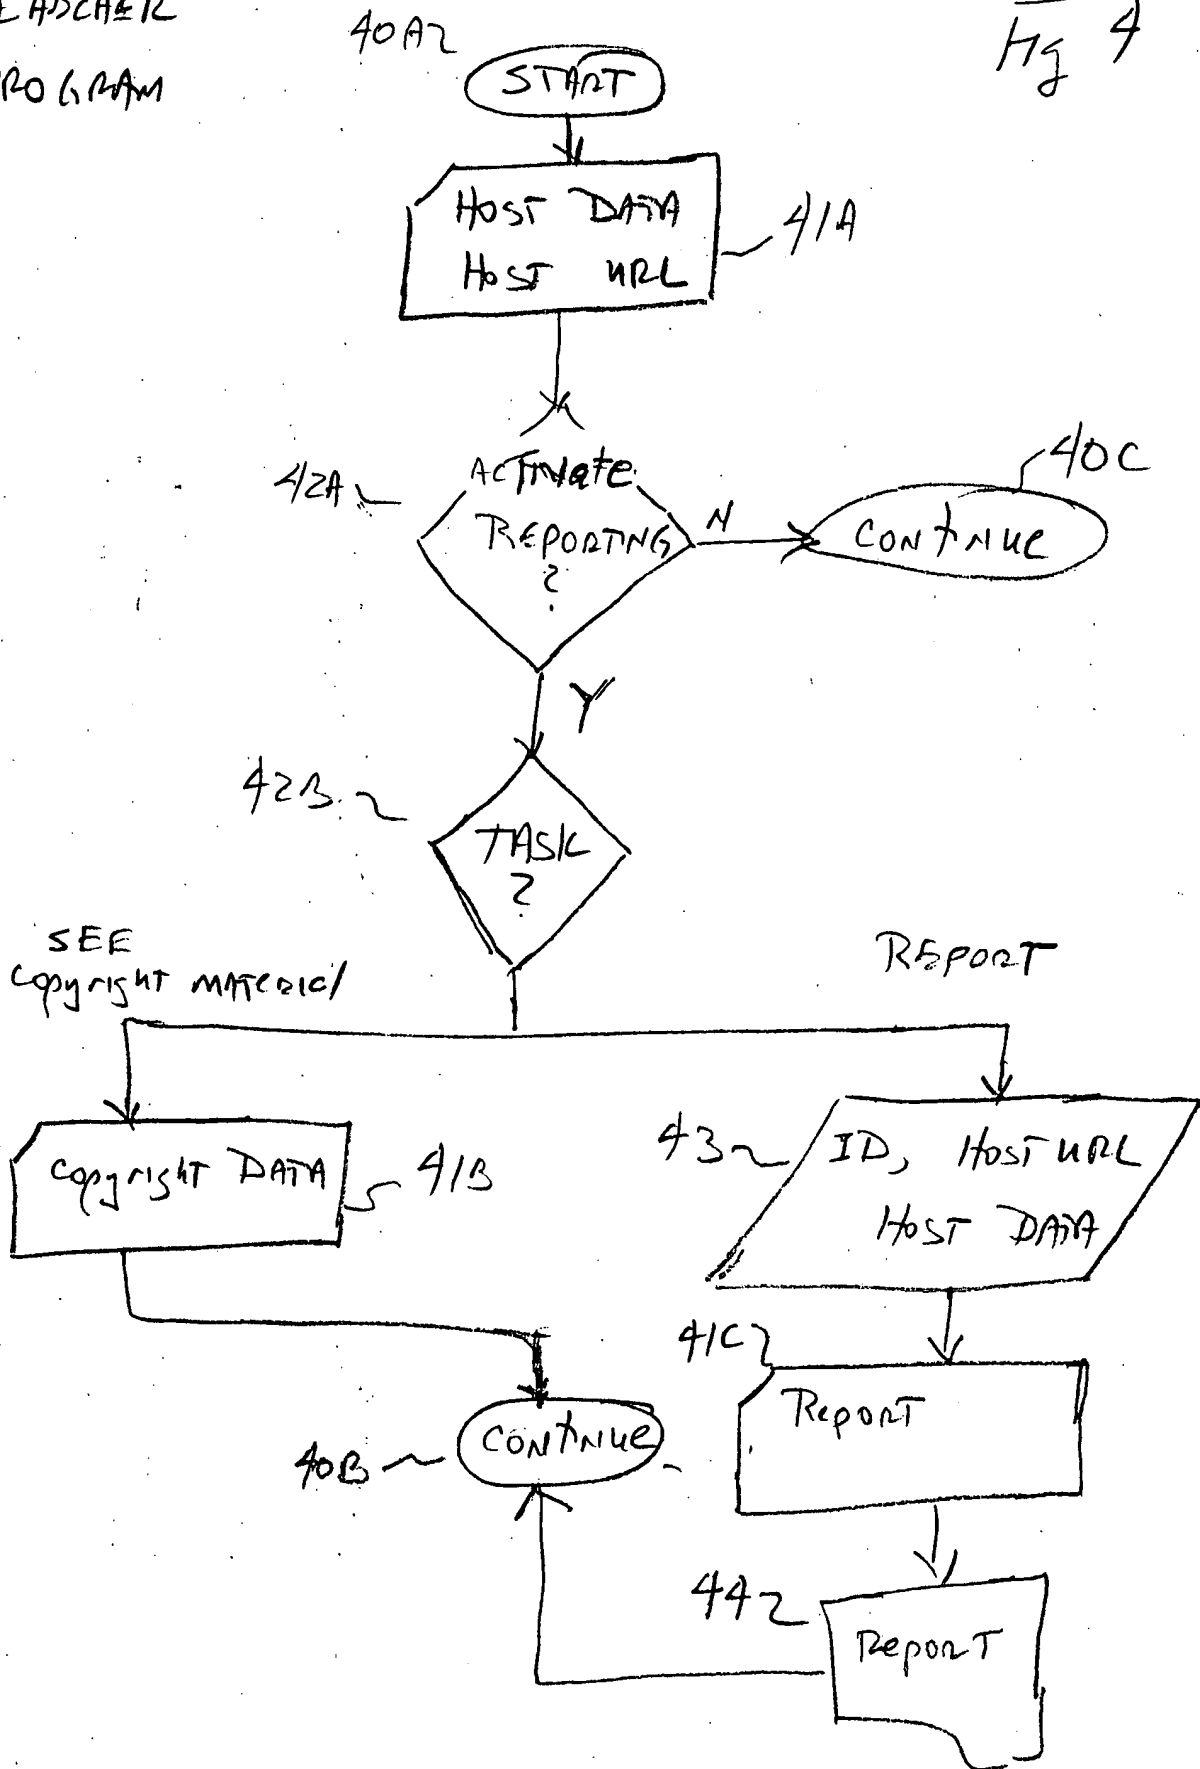 PROGRAM
Fig 4
40A
START
HOST DATA
HOST URL
41A
42A
ACTIVATE
REPORTING
?
N
40C
CONTINUE
Y
42B
TASK
?
SEE
Copyright MATERIAL
REPORT
Copyright DATA
41B
43
ID, HOST URL
HOST DATA
41C
Report
40B
CONTINUE
44
Report